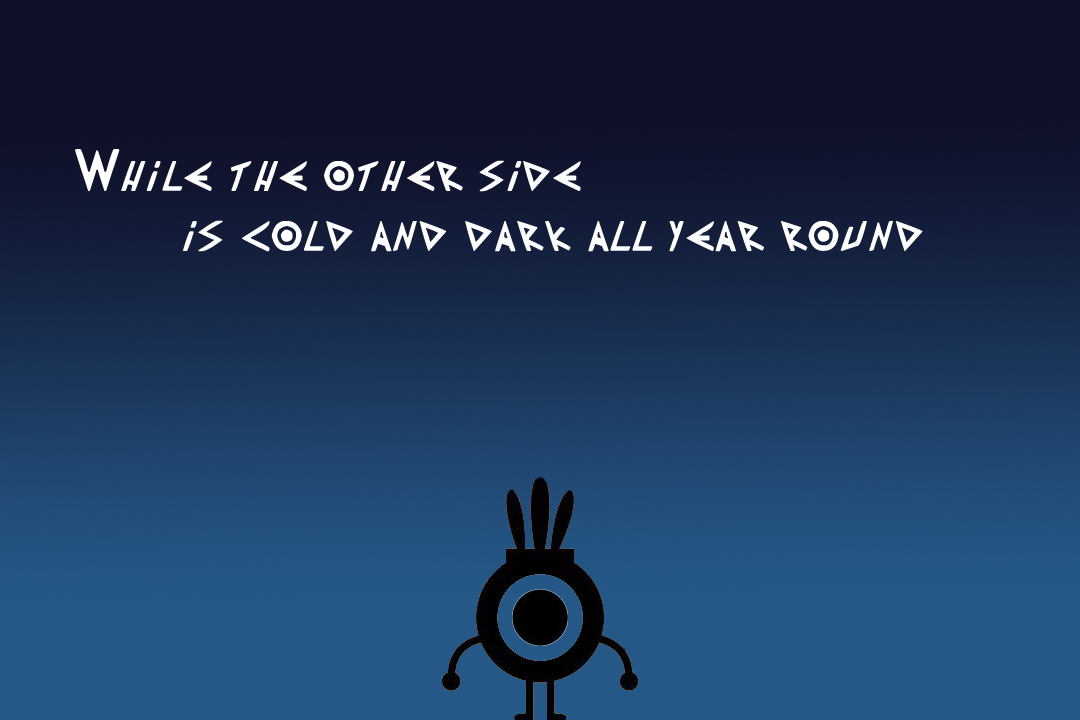 While the other side
is cold and dark all year round